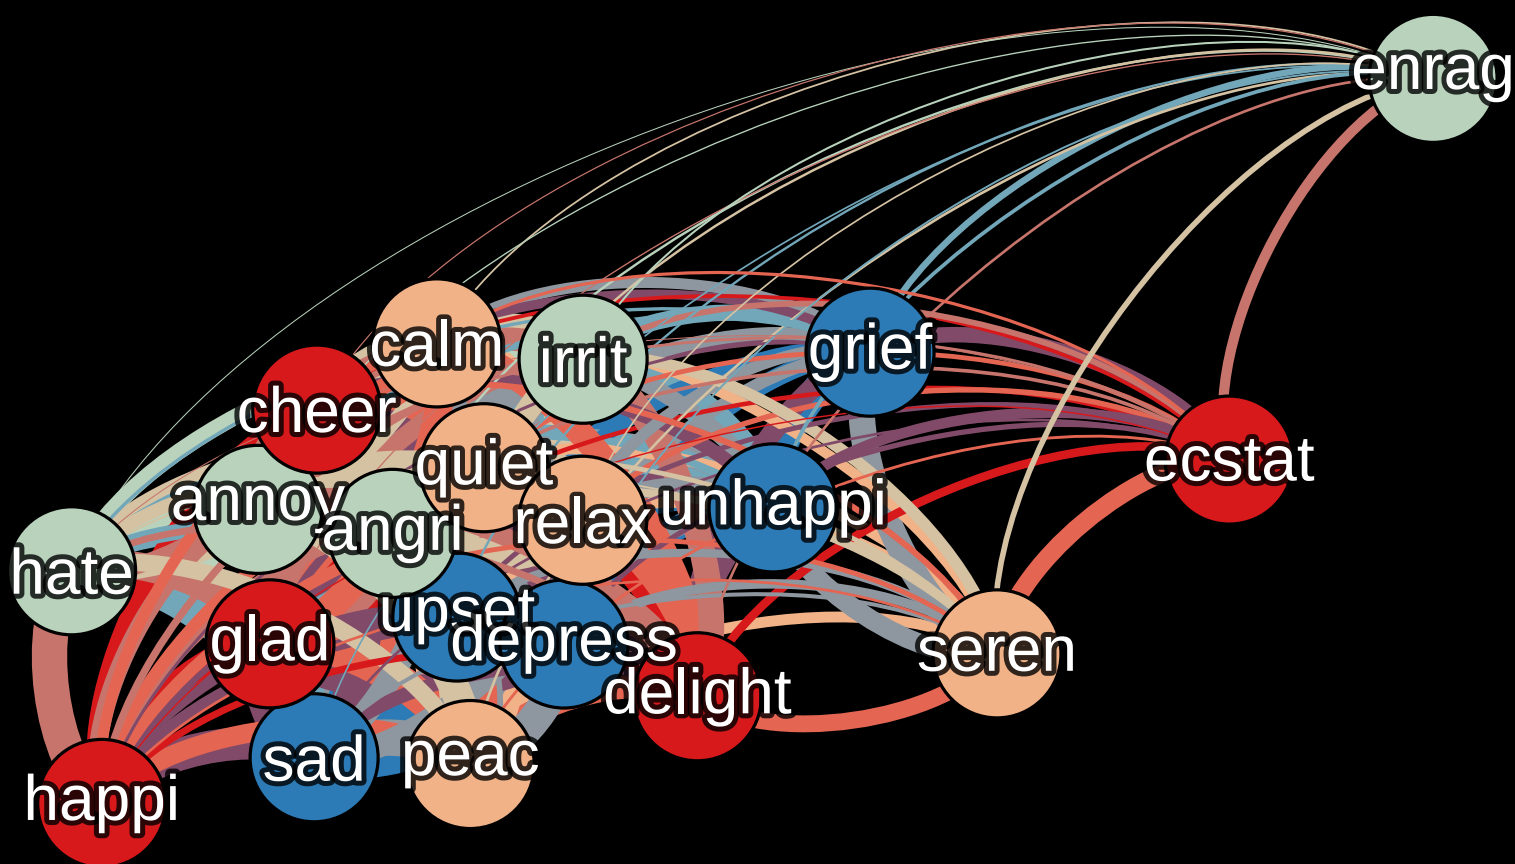 enrag
calm
irrit
grief
cheer
quiet
ecstat
annoy
angri
relax
unhappi
hate
upset
glad
depress
seren
delight
sad
peac
happi